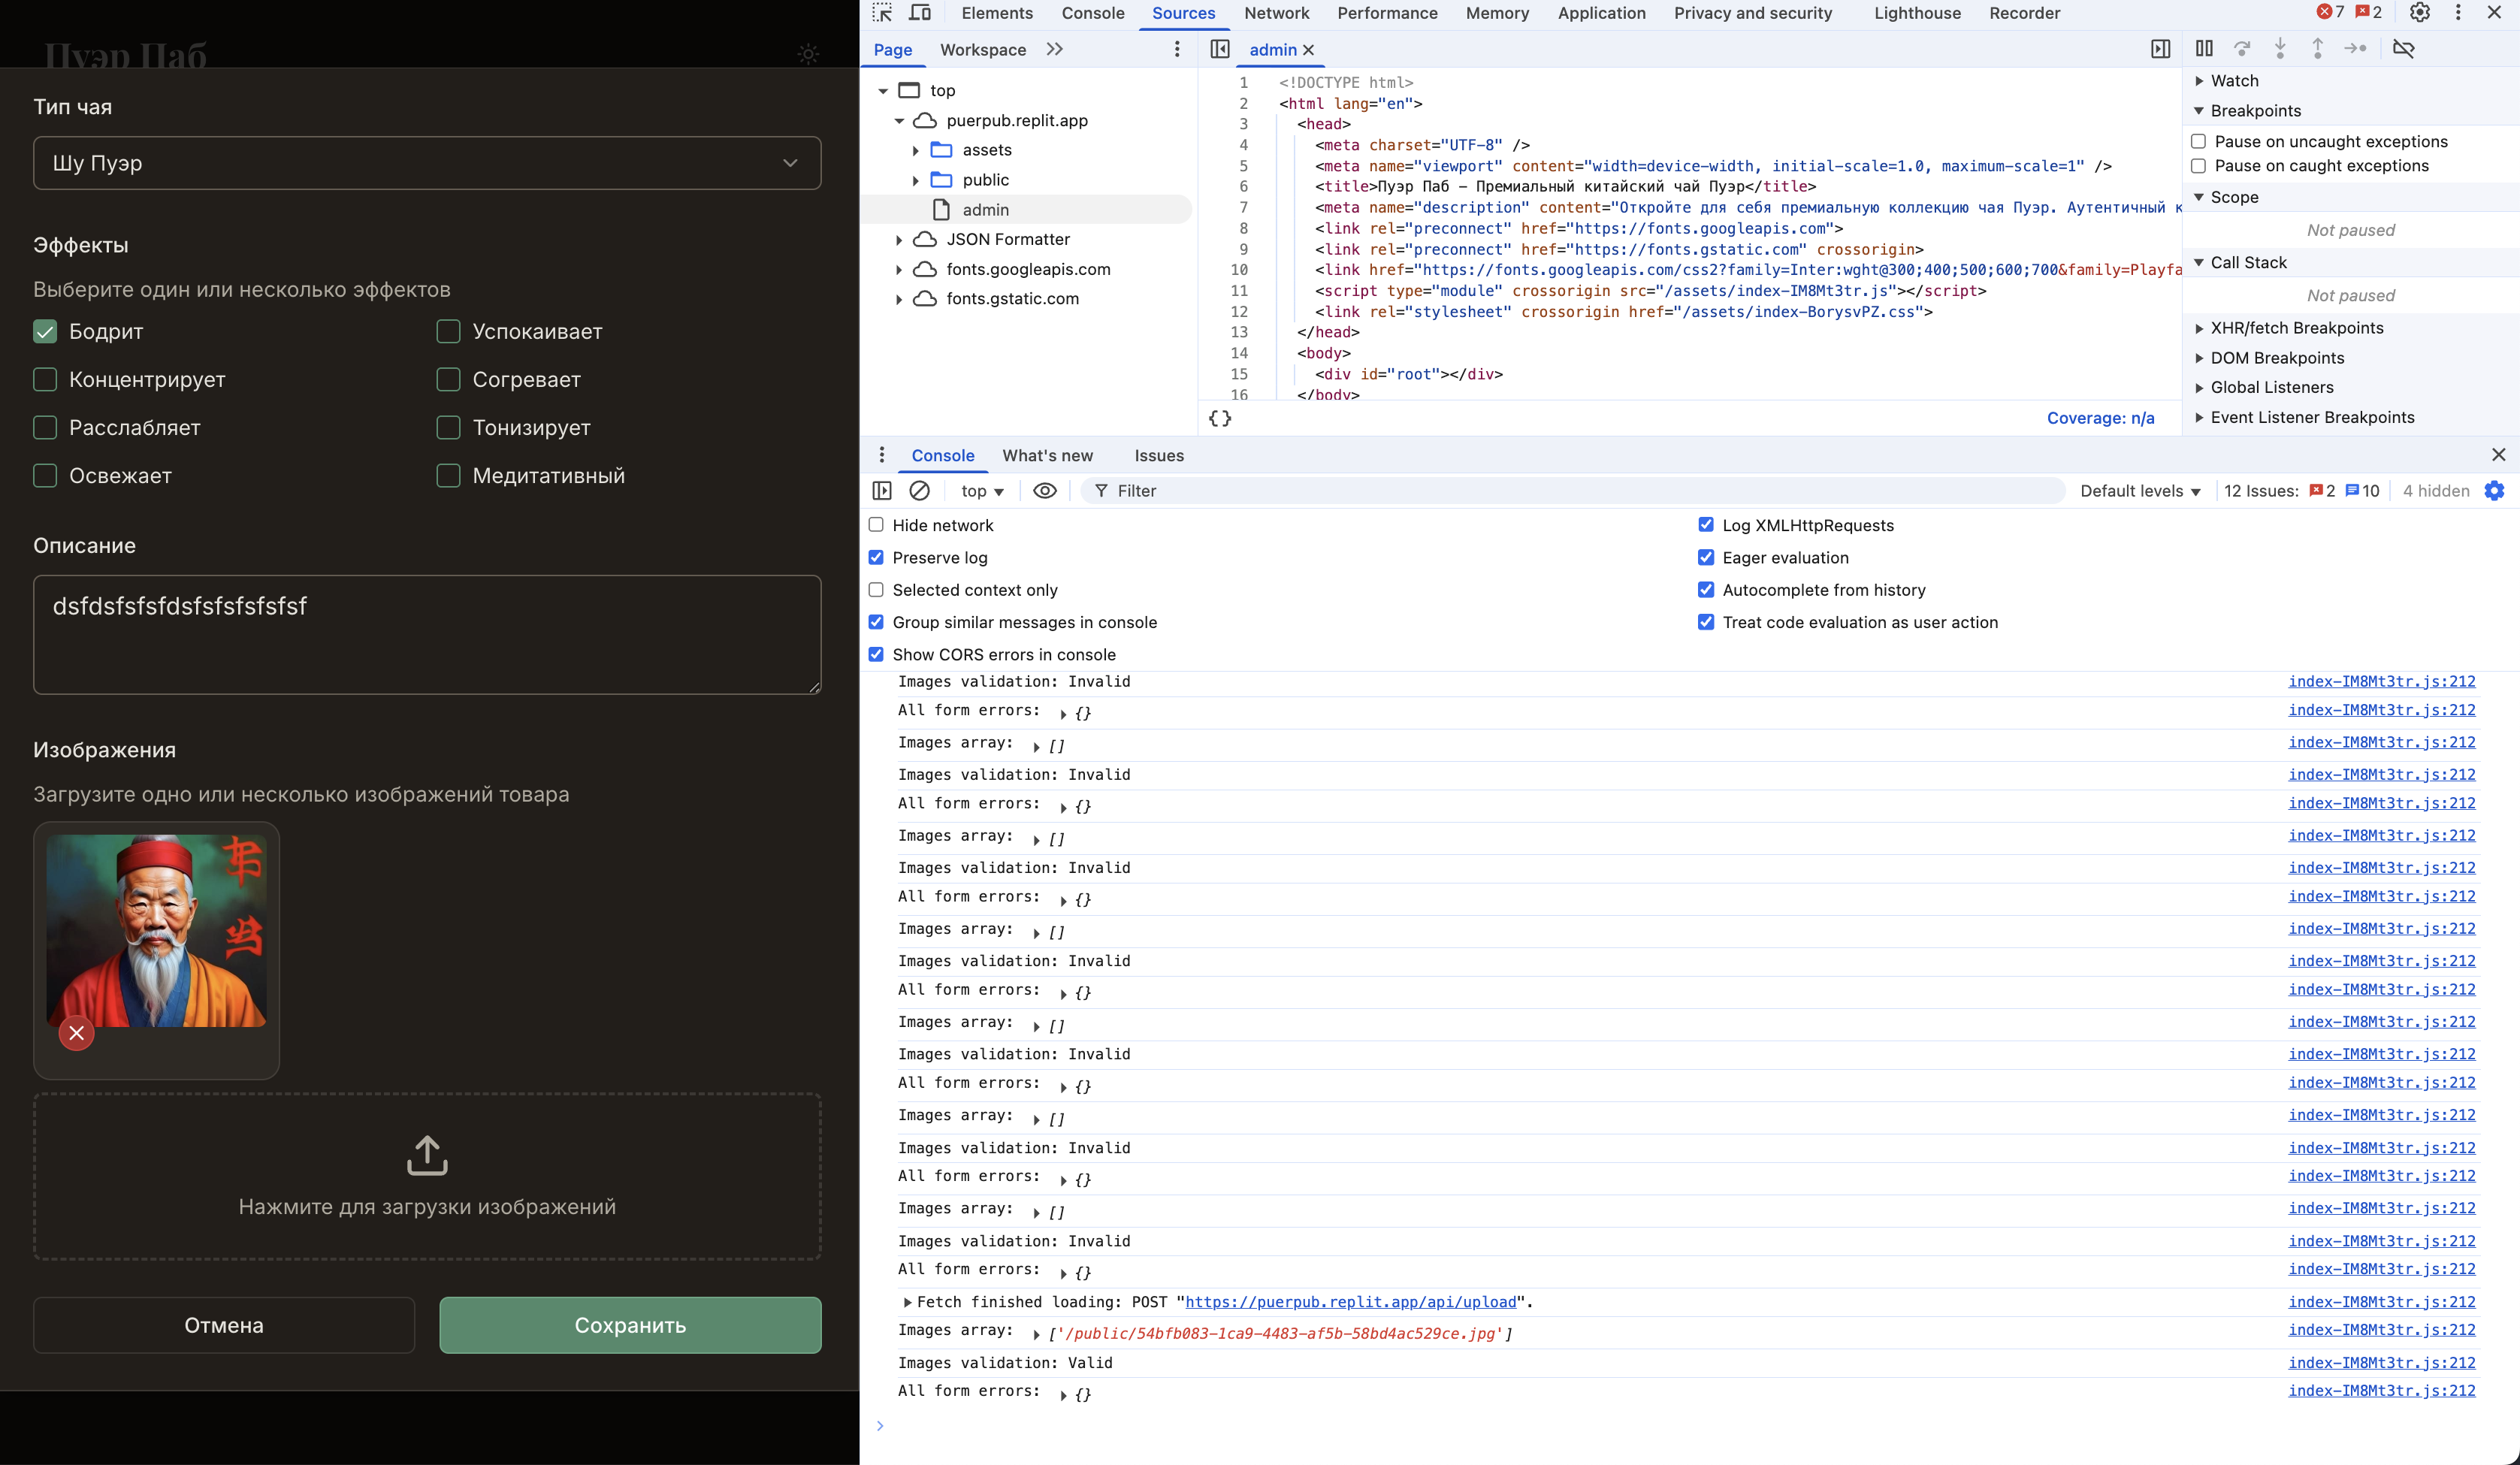 Пуэр Паб
Тип чая
Шу Пуэр
Эффекты
Выберите один или несколько эффектов
Бодрит
Успокаивает
Концентрирует
Согревает
Расслабляет
Тонизирует
Освежает
Медитативный
Описание
dsfdsfsfsfdsfsfsfsfsfsf
Изображения
Загрузите одно или несколько изображений товара
Нажмите для загрузки изображений
Отмена
Сохранить
Elements Console Sources Network Performance Memory Application Privacy and security Lighthouse Recorder 7 2
Page Workspace
top
puerpub.replit.app
assets
public
admin
JSON Formatter
fonts.googleapis.com
fonts.gstatic.com
admin
1 <!DOCTYPE html>
2 <html lang="en">
3 <head>
4 <meta charset="UTF-8" />
5 <meta name="viewport" content="width=device-width, initial-scale=1.0, maximum-scale=1" />
6 <title>Пуэр Паб – Премиальный китайский чай Пуэр</title>
7 <meta name="description" content="Откройте для себя премиальную коллекцию чая Пуэр. Аутентичный к
8 <link rel="preconnect" href="https://fonts.googleapis.com">
9 <link rel="preconnect" href="https://fonts.gstatic.com" crossorigin>
10 <link href="https://fonts.googleapis.com/css2?family=Inter:wght@300;400;500;600;700&family=Playfa
11 <script type="module" crossorigin src="/assets/index-IM8Mt3tr.js"></script>
12 <link rel="stylesheet" crossorigin href="/assets/index-BorysvPZ.css">
13 </head>
14 <body>
15 <div id="root"></div>
16 </body>
{} Coverage: n/a
Watch
Breakpoints
Pause on uncaught exceptions
Pause on caught exceptions
Scope
Not paused
Call Stack
Not paused
XHR/fetch Breakpoints
DOM Breakpoints
Global Listeners
Event Listener Breakpoints
Console What's new Issues
top Filter Default levels 12 Issues: 2 10 4 hidden
Hide network
Log XMLHttpRequests
Preserve log
Eager evaluation
Selected context only
Autocomplete from history
Group similar messages in console
Treat code evaluation as user action
Show CORS errors in console
Images validation: Invalid index-IM8Mt3tr.js:212
All form errors: {} index-IM8Mt3tr.js:212
Images array: [] index-IM8Mt3tr.js:212
Images validation: Invalid index-IM8Mt3tr.js:212
All form errors: {} index-IM8Mt3tr.js:212
Images array: [] index-IM8Mt3tr.js:212
Images validation: Invalid index-IM8Mt3tr.js:212
All form errors: {} index-IM8Mt3tr.js:212
Images array: [] index-IM8Mt3tr.js:212
Images validation: Invalid index-IM8Mt3tr.js:212
All form errors: {} index-IM8Mt3tr.js:212
Images array: [] index-IM8Mt3tr.js:212
Images validation: Invalid index-IM8Mt3tr.js:212
All form errors: {} index-IM8Mt3tr.js:212
Images array: [] index-IM8Mt3tr.js:212
Images validation: Invalid index-IM8Mt3tr.js:212
All form errors: {} index-IM8Mt3tr.js:212
Images array: [] index-IM8Mt3tr.js:212
Images validation: Invalid index-IM8Mt3tr.js:212
All form errors: {} index-IM8Mt3tr.js:212
Fetch finished loading: POST "https://puerpub.replit.app/api/upload". index-IM8Mt3tr.js:212
Images array: ['/public/54bfb083-1ca9-4483-af5b-58bd4ac529ce.jpg'] index-IM8Mt3tr.js:212
Images validation: Valid index-IM8Mt3tr.js:212
All form errors: {} index-IM8Mt3tr.js:212